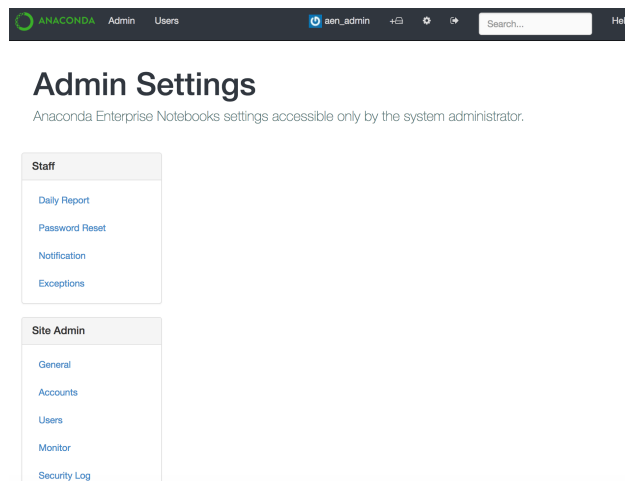 ANACONDA Admin Users aen_admin Search...
Admin Settings
Anaconda Enterprise Notebooks settings accessible only by the system administrator.
Staff
Daily Report
Password Reset
Notification
Exceptions
Site Admin
General
Accounts
Users
Monitor
Security Log